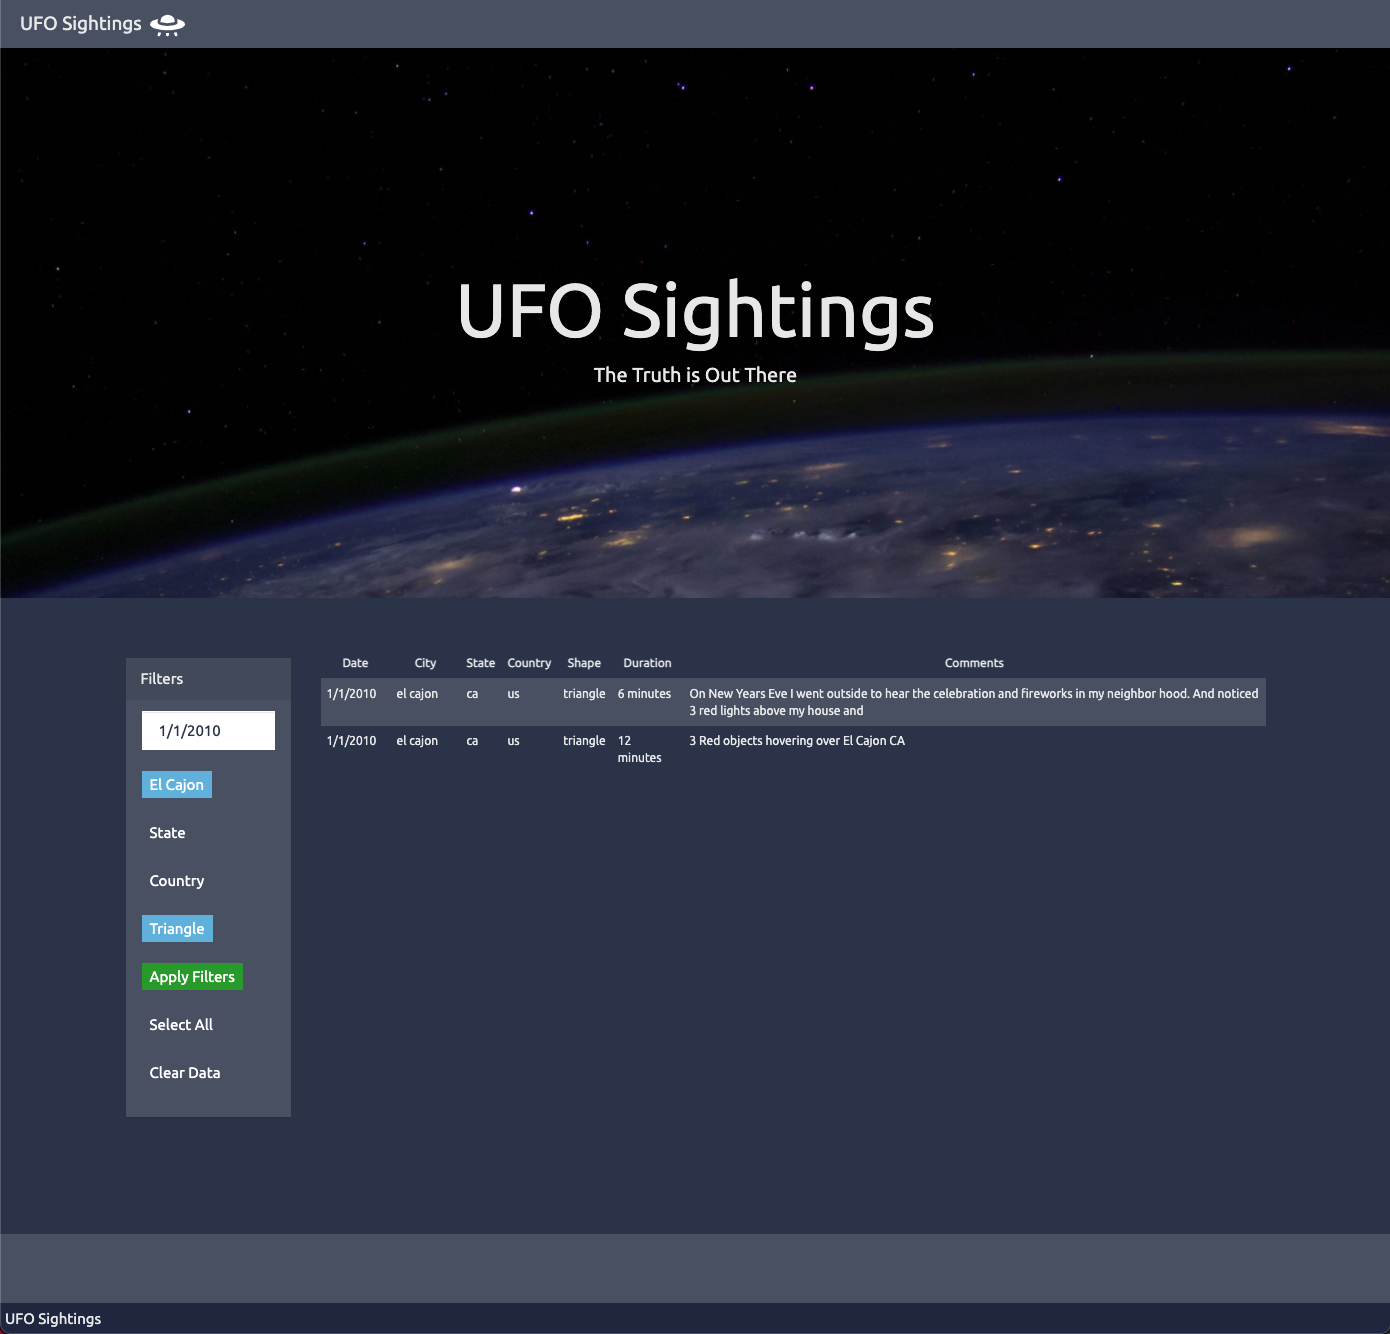 UFO Sightings
UFO Sightings
The Truth is Out There
Filters
1/1/2010
El Cajon
State
Country
Triangle
Apply Filters
Select All
Clear Data
Date City State Country Shape Duration Comments
1/1/2010 el cajon ca us triangle 6 minutes On New Years Eve I went outside to hear the celebration and fireworks in my neighbor hood. And noticed
3 red lights above my house and
1/1/2010 el cajon ca us triangle 12 3 Red objects hovering over El Cajon CA
minutes
UFO Sightings